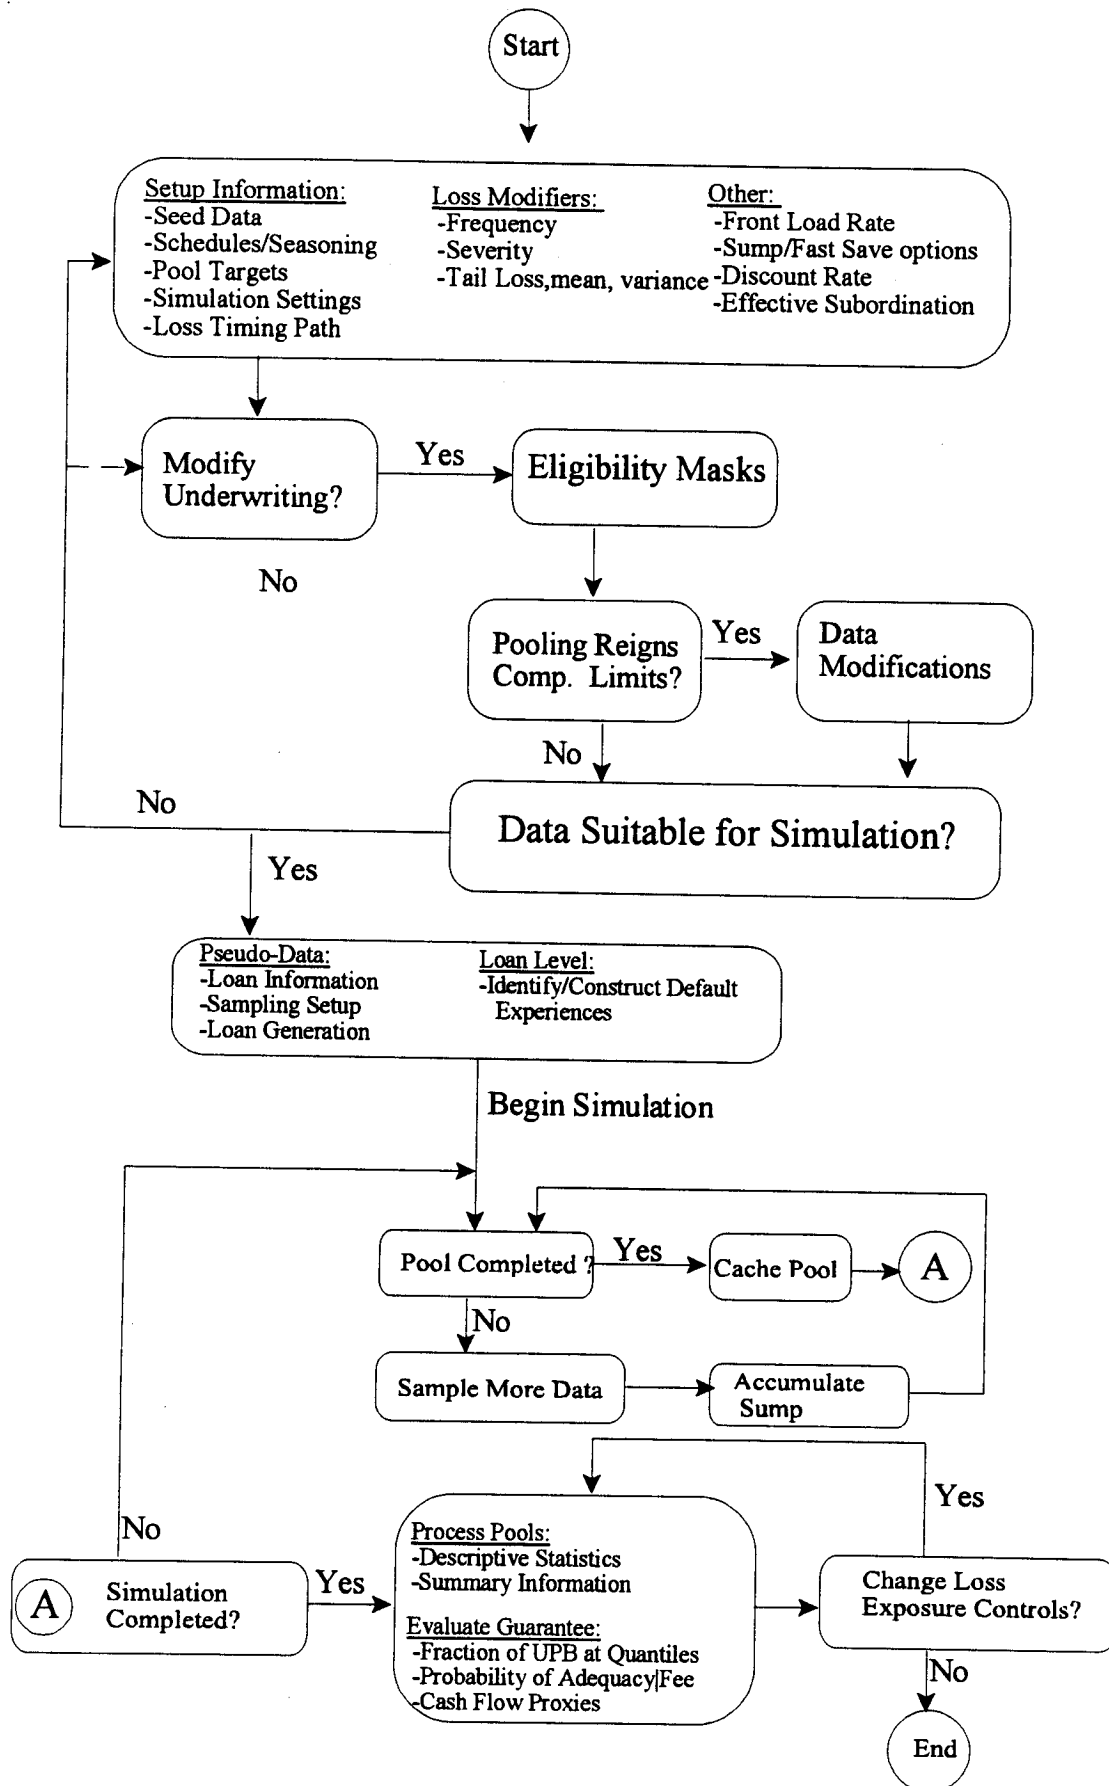 Start
Setup Information:
-Seed Data
-Schedules/Seasoning
-Pool Targets
-Simulation Settings
-Loss Timing Path
Loss Modifiers:
-Frequency
-Severity
-Tail Loss,mean, variance
Other:
-Front Load Rate
-Sump/Fast Save options
-Discount Rate
-Effective Subordination
Modify
Underwriting?
Yes
Eligibility Masks
No
Pooling Reigns
Comp. Limits?
Yes
Data
Modifications
No
No
Data Suitable for Simulation?
Yes
Pseudo-Data:
-Loan Information
-Sampling Setup
-Loan Generation
Loan Level:
-Identify/Construct Default
Experiences
Begin Simulation
Pool Completed ?
Yes
Cache Pool
A
No
Sample More Data
Accumulate
Sump
Yes
No
A
Simulation
Completed?
Yes
Process Pools:
-Descriptive Statistics
-Summary Information
Evaluate Guarantee:
-Fraction of UPB at Quantiles
-Probability of Adequacy|Fee
-Cash Flow Proxies
Change Loss
Exposure Controls?
No
End